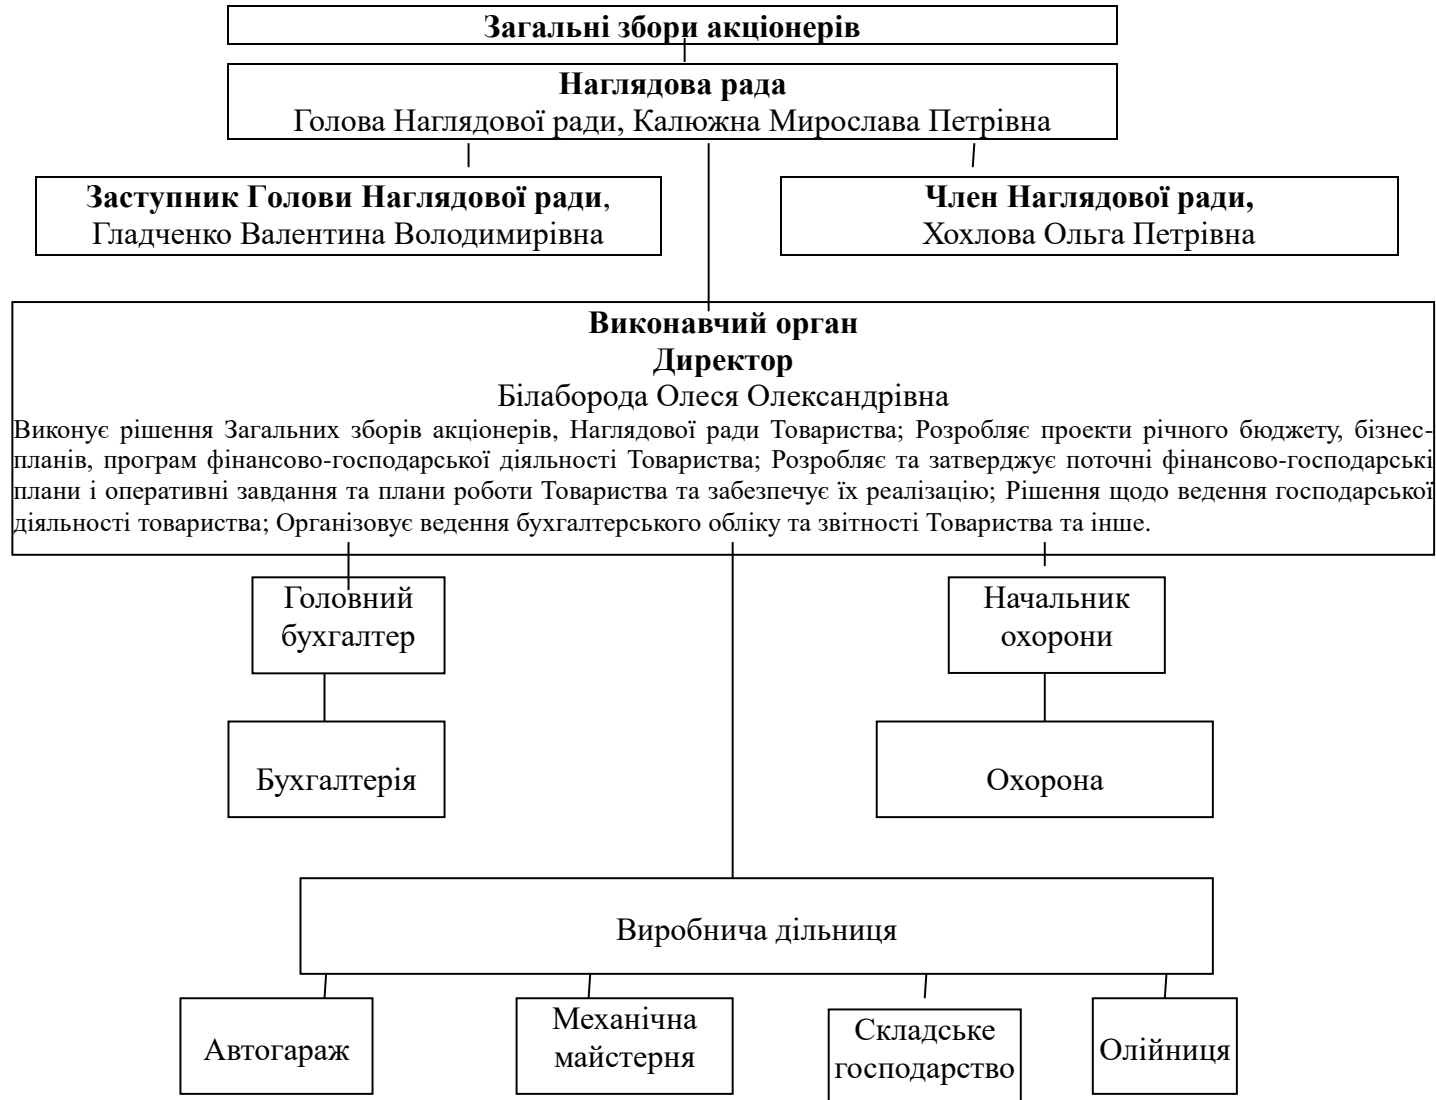 Загальні збори акціонерів
Наглядова рада
Голова Наглядової ради, Калюжна Мирослава Петрівна
Заступник Голови Наглядової ради,
Гладченко Валентина Володимирівна
Член Наглядової ради,
Хохлова Ольга Петрівна
Виконавчий орган
Директор
Білаборода Олеся Олександрівна
Виконує рішення Загальних зборів акціонерів, Наглядової ради Товариства; Розробляє проекти річного бюджету, бізнес-
планів, програм фінансово-господарської діяльності Товариства; Розробляє та затверджує поточні фінансово-господарські
плани і оперативні завдання та плани роботи Товариства та забезпечує їх реалізацію; Рішення щодо ведення господарської
діяльності товариства; Організовує ведення бухгалтерського обліку та звітності Товариства та інше.
Головний
бухгалтер
Начальник
охорони
Бухгалтерія
Охорона
Виробнича дільниця
Автогараж
Механічна
майстерня
Складське
господарство
Олійниця